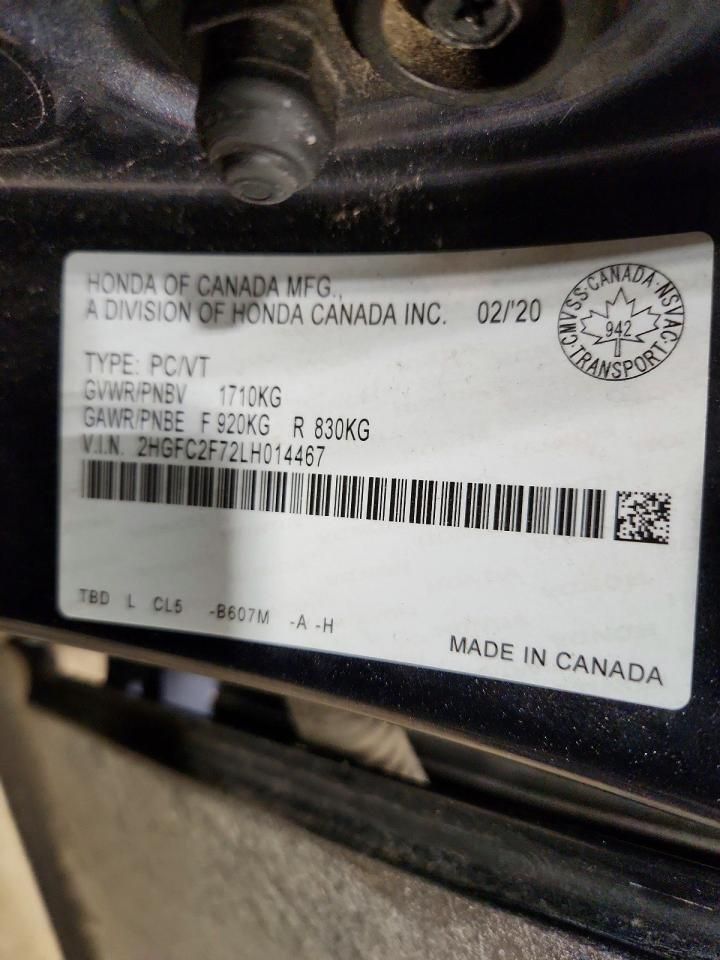 HONDA OF CANADA MFG.,
A DIVISION OF HONDA CANADA INC. 02/'20
CMVSS·CANADA·NSVAC·TRANSPORT·
942
TYPE: PC/VT
GVWR/PNBV 1710KG
GAWR/PNBE F 920KG R 830KG
V.I.N. 2HGFC2F72LH014467
TBD L CL5 -B607M -A -H
MADE IN CANADA